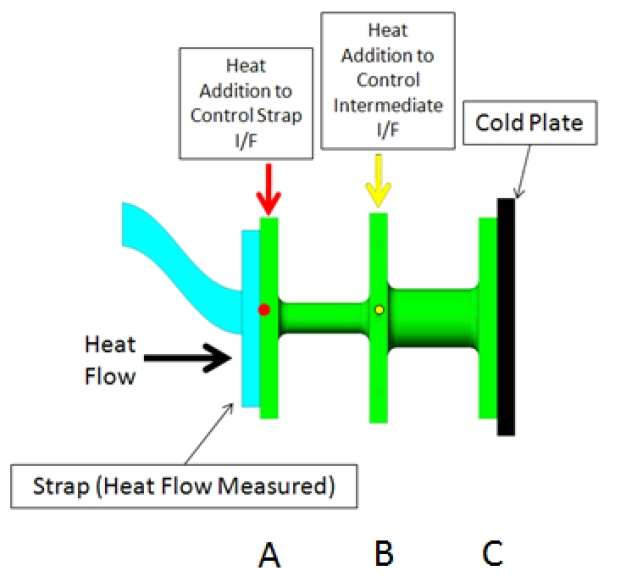 Heat
Addition to
Control Strap
I/F
Heat
Addition to
Control
Intermediate
I/F
Cold Plate
Heat
Flow
Strap (Heat Flow Measured)
A B C